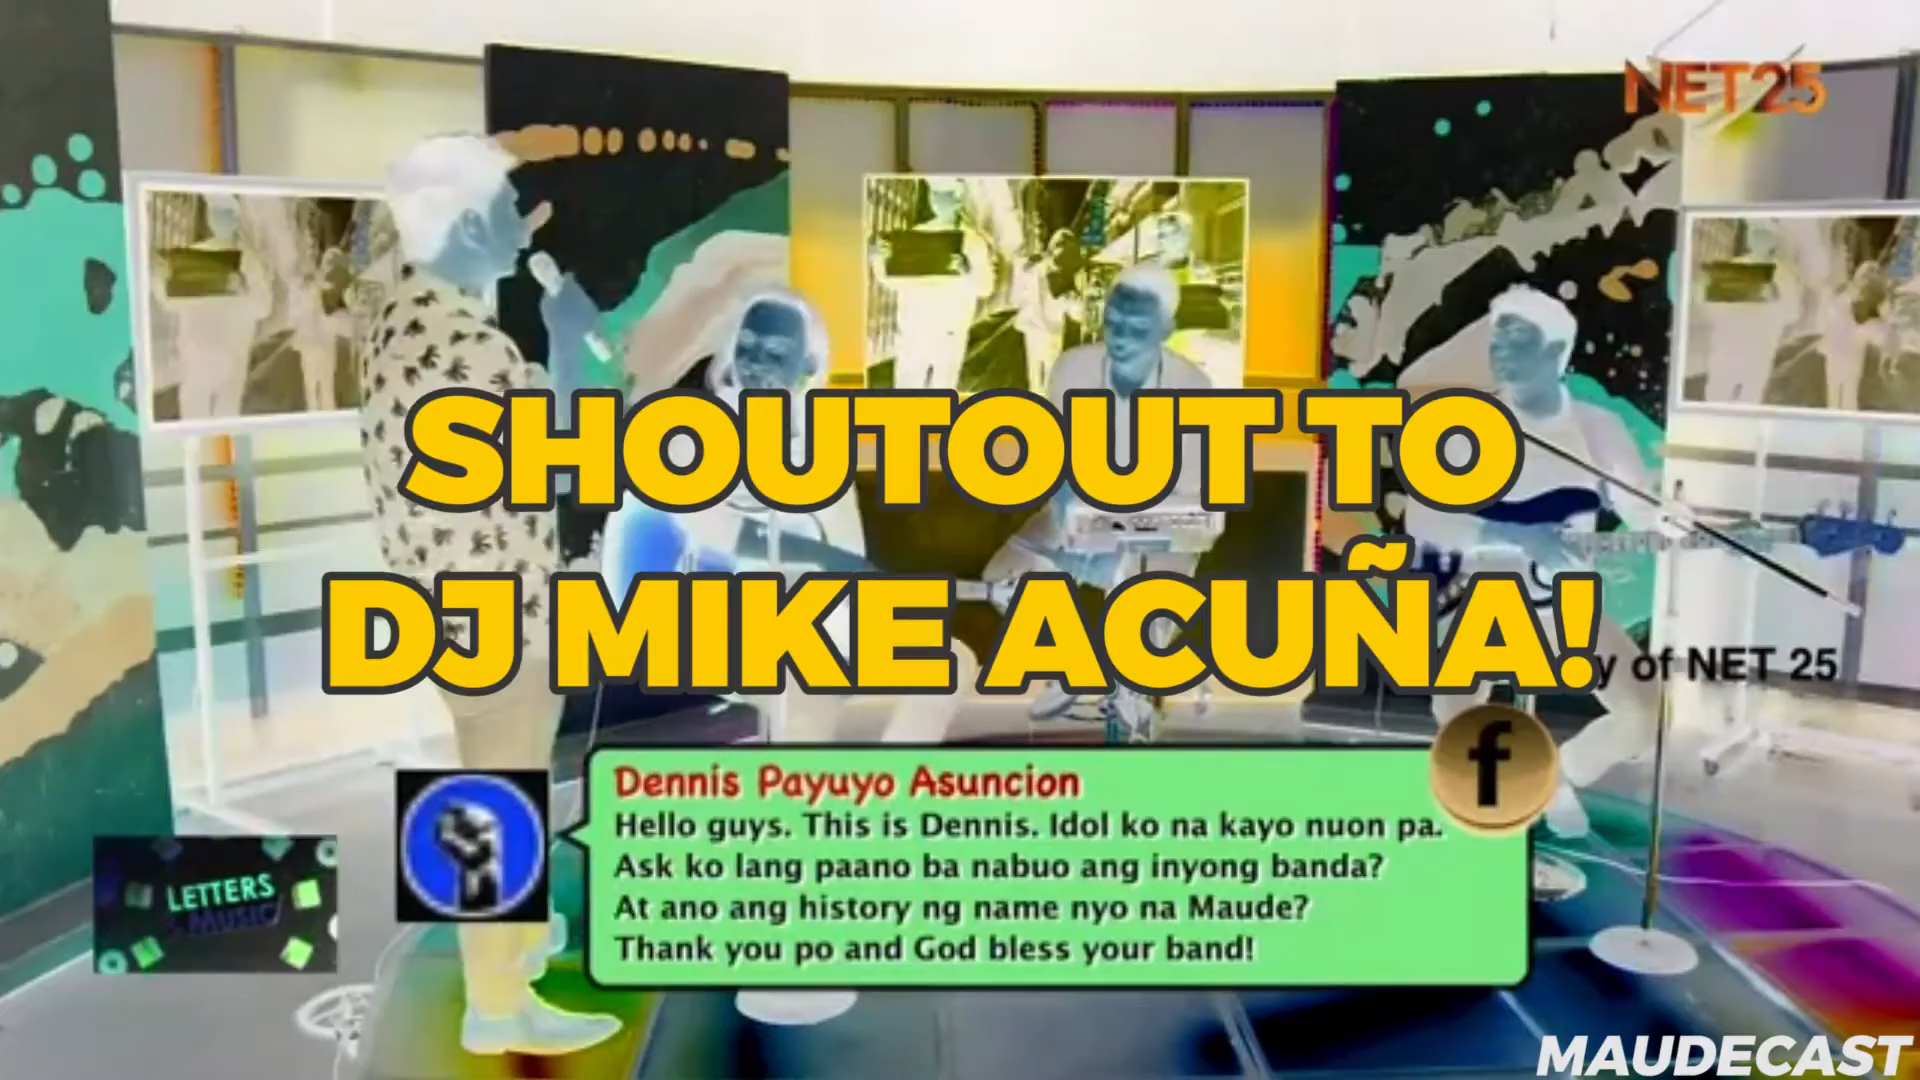 NET25
SHOUTOUT TO
DJ MIKE ACUÑA!
y of NET 25
f
Dennis Payuyo Asuncion
Hello guys. This is Dennis. Idol ko na kayo nuon pa.
Ask ko lang paano ba nabuo ang inyong banda?
At ano ang history ng name nyo na Maude?
Thank you po and God bless your band!
LETTERS
MUSIC
MAUDECAST